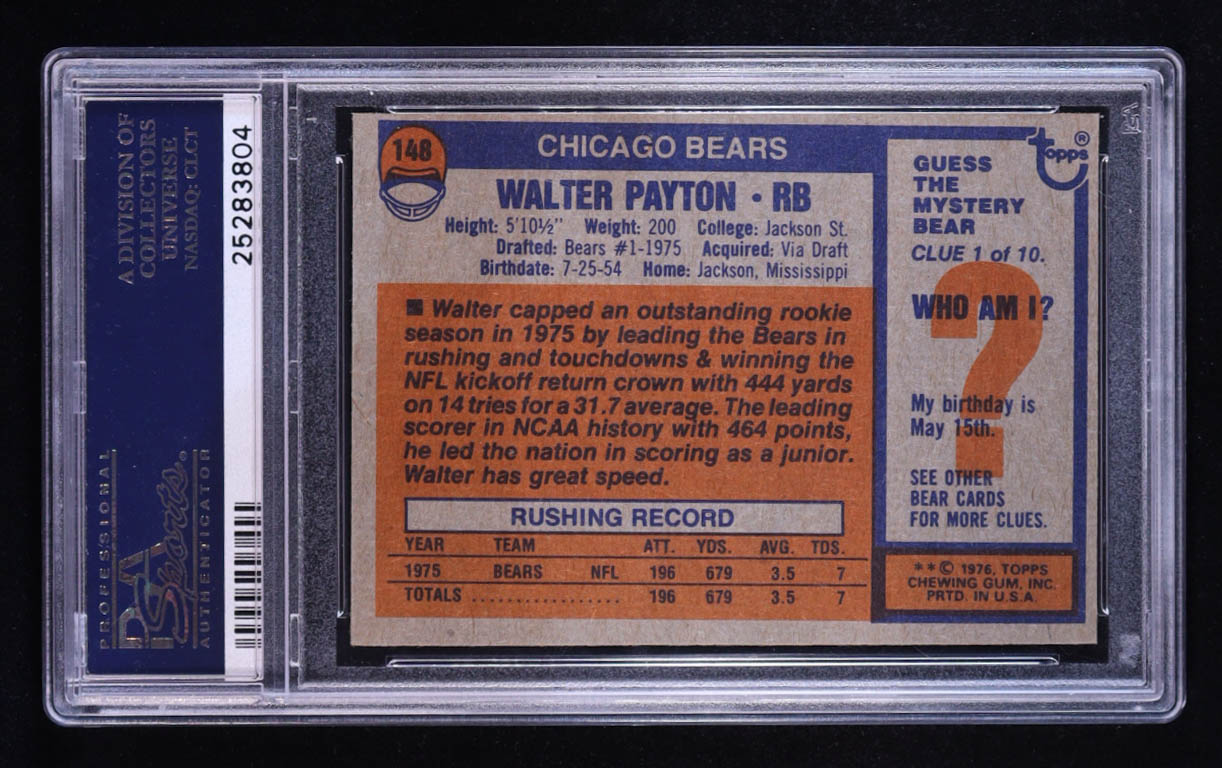 A DIVISION OF
COLLECTORS
UNIVERSE
NASDAQ: CLCT
PROFESSIONAL
PSA
Sports®
AUTHENTICATOR
25283804
148
CHICAGO BEARS
WALTER PAYTON • RB
Height: 5'10½" Weight: 200 College: Jackson St.
Drafted: Bears #1-1975 Acquired: Via Draft
Birthdate: 7-25-54 Home: Jackson, Mississippi
■ Walter capped an outstanding rookie
season in 1975 by leading the Bears in
rushing and touchdowns & winning the
NFL kickoff return crown with 444 yards
on 14 tries for a 31.7 average. The leading
scorer in NCAA history with 464 points,
he led the nation in scoring as a junior.
Walter has great speed.
RUSHING RECORD
YEAR TEAM ATT. YDS. AVG. TDS.
1975 BEARS NFL 196 679 3.5 7
TOTALS .................... 196 679 3.5 7
topps®
GUESS
THE
MYSTERY
BEAR
CLUE 1 of 10.
?
WHO AM I?
My birthday is
May 15th.
SEE OTHER
BEAR CARDS
FOR MORE CLUES.
**© 1976, TOPPS
CHEWING GUM, INC.
PRTD. IN U.S.A.